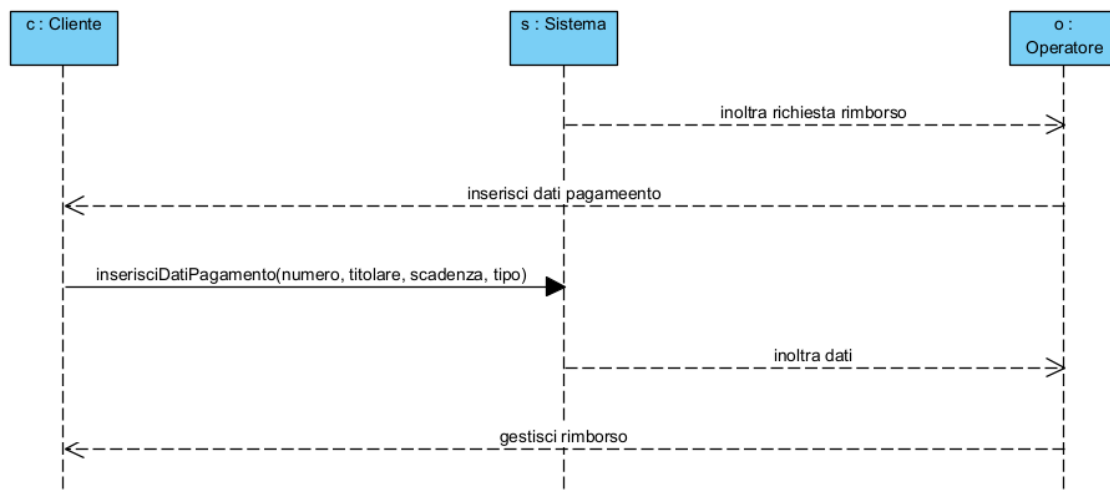 c : Cliente
s : Sistema
o :
Operatore
inoltra richiesta rimborso
inserisci dati pagameento
inserisciDatiPagamento(numero, titolare, scadenza, tipo)
inoltra dati
gestisci rimborso